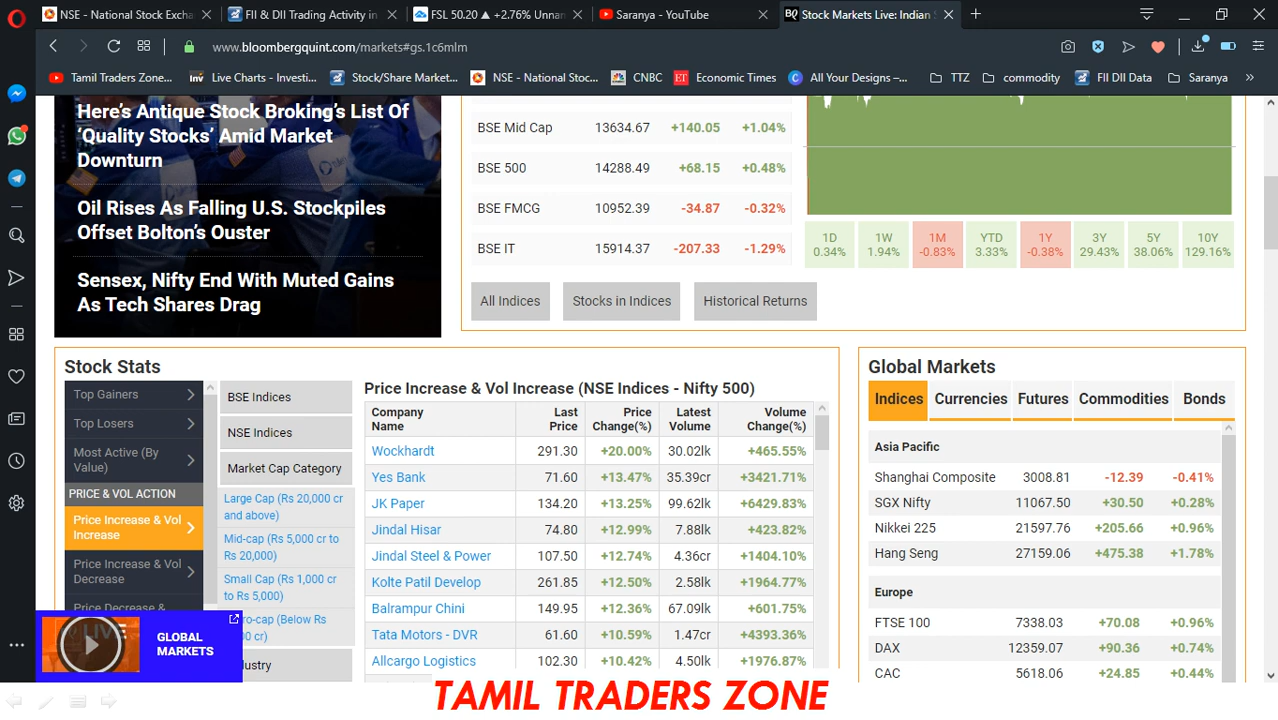 NSE - National Stock Excha
FII & DII Trading Activity in
FSL 50.20 ▲ +2.76% Unnan
Saranya - YouTube
BQ Stock Markets Live: Indian S
www.bloombergquint.com/markets#gs.1c6mlm
Tamil Traders Zone...
Inv Live Charts - Investi...
Stock/Share Market...
NSE - National Stoc...
CNBC
ET Economic Times
C All Your Designs –...
TTZ
commodity
FII DII Data
Saranya
Here's Antique Stock Broking's List Of
'Quality Stocks' Amid Market
Downturn
Oil Rises As Falling U.S. Stockpiles
Offset Bolton's Ouster
Sensex, Nifty End With Muted Gains
As Tech Shares Drag
BSE Mid Cap 13634.67 +140.05 +1.04%
BSE 500 14288.49 +68.15 +0.48%
BSE FMCG 10952.39 -34.87 -0.32%
BSE IT 15914.37 -207.33 -1.29%
All Indices Stocks in Indices Historical Returns
1D 1W 1M YTD 1Y 3Y 5Y 10Y
0.34% 1.94% -0.83% 3.33% -0.38% 29.43% 38.06% 129.16%
Stock Stats
Top Gainers
Top Losers
Most Active (By
Value)
PRICE & VOL ACTION
Price Increase & Vol
Increase
Price Increase & Vol
Decrease
Price Decrease &
BSE Indices
NSE Indices
Market Cap Category
Large Cap (Rs 20,000 cr
and above)
Mid-cap (Rs 5,000 cr to
Rs 20,000)
Small Cap (Rs 1,000 cr
to Rs 5,000)
ro-cap (Below Rs
00 cr)
ustry
Price Increase & Vol Increase (NSE Indices - Nifty 500)
Company Last Price Latest Volume
Name Price Change(%) Volume Change(%)
Wockhardt 291.30 +20.00% 30.02lk +465.55%
Yes Bank 71.60 +13.47% 35.39cr +3421.71%
JK Paper 134.20 +13.25% 99.62lk +6429.83%
Jindal Hisar 74.80 +12.99% 7.88lk +423.82%
Jindal Steel & Power 107.50 +12.74% 4.36cr +1404.10%
Kolte Patil Develop 261.85 +12.50% 2.58lk +1964.77%
Balrampur Chini 149.95 +12.36% 67.09lk +601.75%
Tata Motors - DVR 61.60 +10.59% 1.47cr +4393.36%
Allcargo Logistics 102.30 +10.42% 4.50lk +1976.87%
Global Markets
Indices Currencies Futures Commodities Bonds
Asia Pacific
Shanghai Composite 3008.81 -12.39 -0.41%
SGX Nifty 11067.50 +30.50 +0.28%
Nikkei 225 21597.76 +205.66 +0.96%
Hang Seng 27159.06 +475.38 +1.78%
Europe
FTSE 100 7338.03 +70.08 +0.96%
DAX 12359.07 +90.36 +0.74%
CAC 5618.06 +24.85 +0.44%
LIVE
GLOBAL
MARKETS
TAMIL TRADERS ZONE